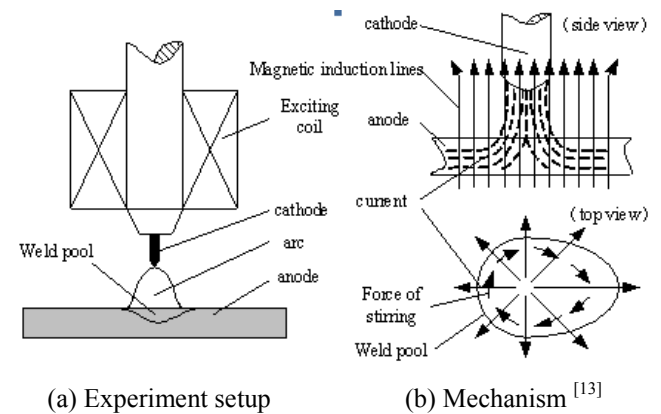 Exciting
coil
cathode
Weld pool
arc
anode
(a) Experiment setup
cathode
(side view)
Magnetic induction lines
anode
current
(top view)
Force of
stirring
Weld pool
(b) Mechanism [13]